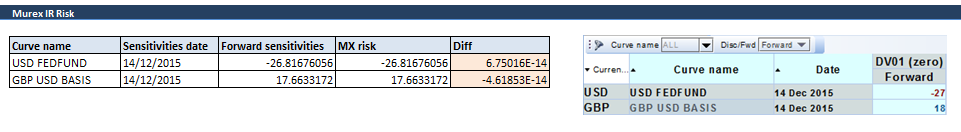 Murex IR Risk
Curve name Sensitivities date Forward sensitivities MX risk Diff
USD FEDFUND 14/12/2015 -26.81676056 -26.81676056 6.75016E-14
GBP USD BASIS 14/12/2015 17.6633172 17.6633172 -4.61853E-14
Curve name ALL Disc/Fwd Forward
Curren... Curve name Date DV01 (zero)
Forward
USD USD FEDFUND 14 Dec 2015 -27
GBP GBP USD BASIS 14 Dec 2015 18